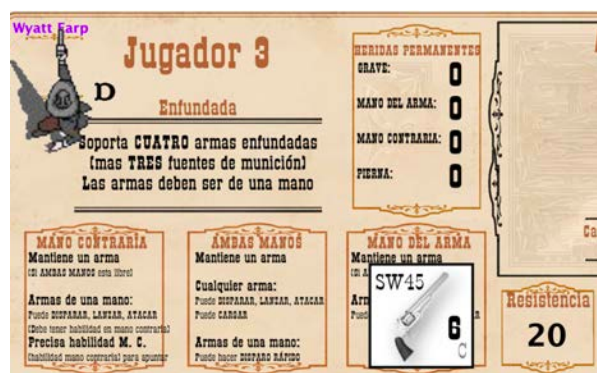 Wyatt Earp
Jugador 3
D
Enfundada
Soporta CUATRO armas enfundadas
(mas TRES fuentes de munición)
Las armas deben ser de una mano
HERIDAS PERMANENTES
GRAVE: 0
MANO DEL ARMA: 0
MANO CONTRARIA: 0
PIERNA: 0
MANO CONTRARÍA
Mantiene un arma
(Si AMBAS MANOS esta libre)
Armas de una mano:
Puede DISPARAR, LANZAR, ATACAR
(Debe tener habilidad en mano contraria)
Precisa habilidad M. C.
(habilidad mano contraria) para apuntar
AMBAS MANOS
Mantiene un arma
Cualquier arma:
Puede DISPARAR, LANZAR, ATACAR
Puede CARGAR
Armas de una mano:
Puede hacer DISPARO RÁPIDO
MANO DEL ARMA
Mantiene un arma
SW45
6
C
Ca
Resistencia
20